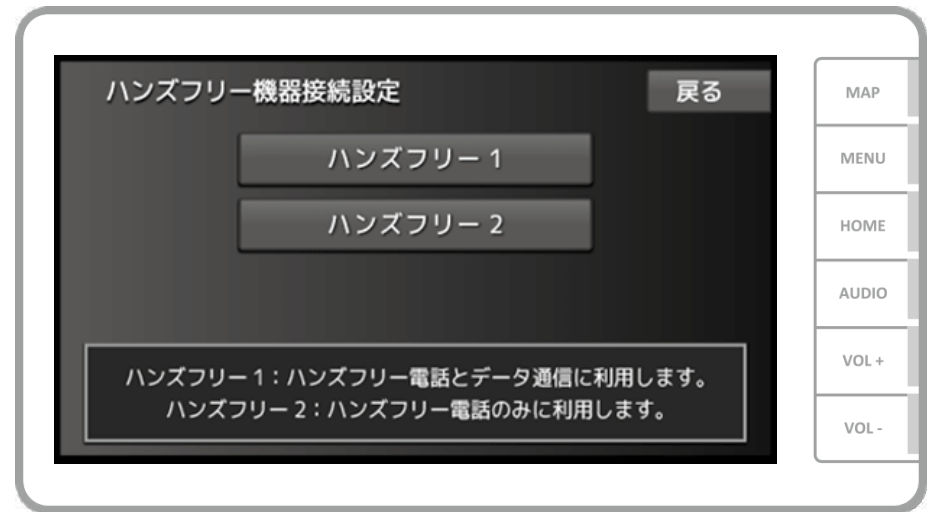 ハンズフリー機器接続設定
戻る
ハンズフリー 1
ハンズフリー 2
ハンズフリー 1：ハンズフリー電話とデータ通信に利用します。
ハンズフリー 2：ハンズフリー電話のみに利用します。
MAP
MENU
HOME
AUDIO
VOL +
VOL -